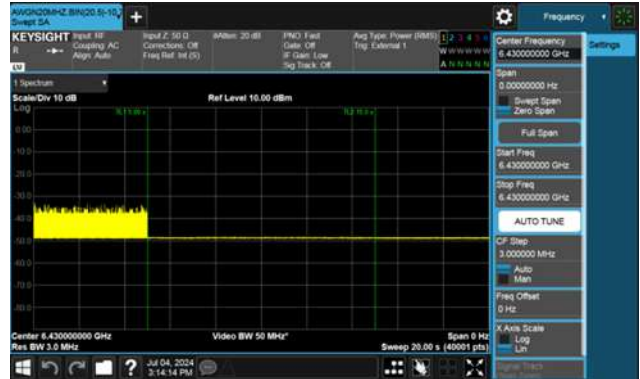 AWGN20MHZ.BIN(20.5)-10,
Swept SA
KEYSIGHT
Input: RF
Input Z: 50 Ω
#Atten: 20 dB
PNO: Fast
Avg Type: Power (RMS)
1 2 3 4 5 6
R
Coupling: AC
Corrections: Off
Gate: Off
Trig: External 1
W W W W W W
Align: Auto
Freq Ref: Int (S)
IF Gain: Low
Sig Track: Off
A N N N N N
1 Spectrum
Scale/Div 10 dB
Ref Level 10.00 dBm
Log
0.00
-10.0
-20.0
-30.0
-40.0
-50.0
-60.0
-70.0
-80.0
Center 6.430000000 GHz
Video BW 50 MHz*
Span 0 Hz
Res BW 3.0 MHz
Sweep 20.00 s (40001 pts)
Jul 04, 2024
3:14:14 PM
Frequency
Settings
Center Frequency
6.430000000 GHz
Span
0.00000000 Hz
Swept Span
Zero Span
Full Span
Start Freq
6.430000000 GHz
Stop Freq
6.430000000 GHz
AUTO TUNE
CF Step
3.000000 MHz
Auto
Man
Freq Offset
0 Hz
X Axis Scale
Log
Lin
Signal Track